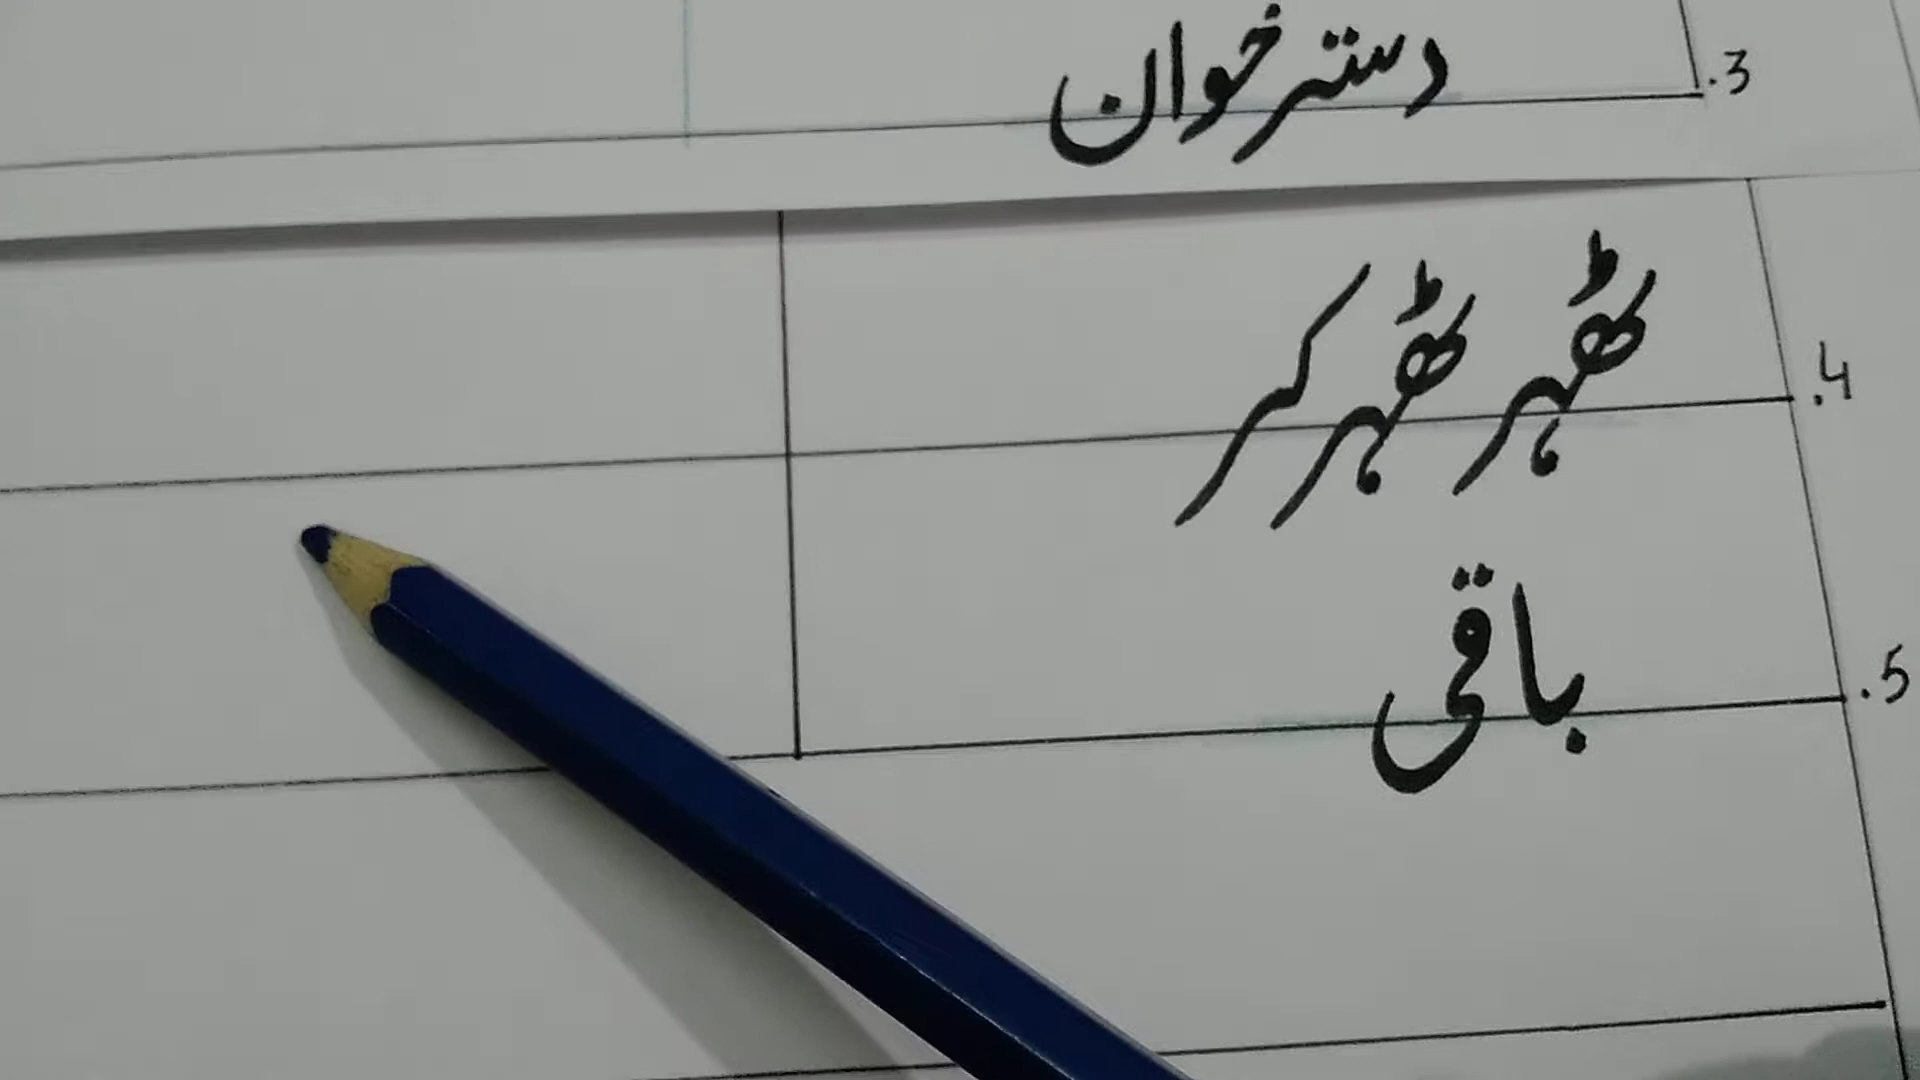 3. دسترخوان
4. ٹھہر ٹھہر کر
5. باقی